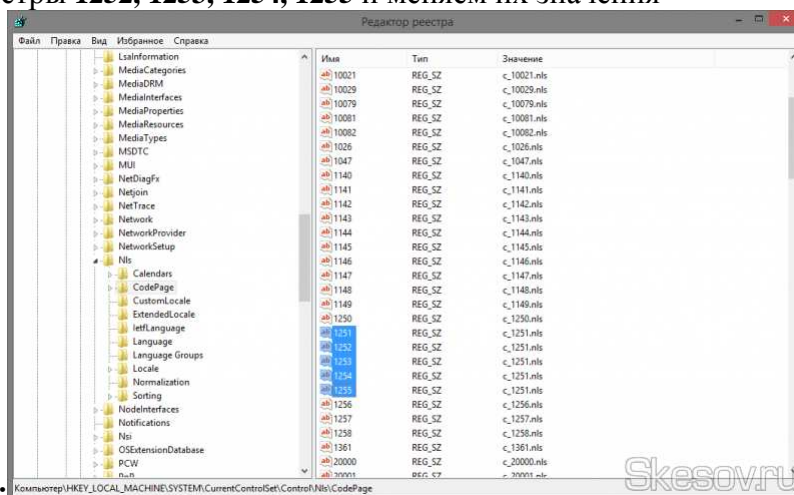 1252, 1253, 1254, 1255 и меняем их значения
Редактор реестра
Файл Правка Вид Избранное Справка
Имя Тип Значение
LsaInformation
MediaCategories
MediaDRM
MediaInterfaces
MediaProperties
MediaResources
MediaTypes
MSDTC
MUI
NetDiagFx
Netjoin
NetTrace
Network
NetworkProvider
NetworkSetup
Nls
Calendars
CodePage
CustomLocale
ExtendedLocale
IetfLanguage
Language
Language Groups
Locale
Normalization
Sorting
NodeInterfaces
Notifications
Nsi
OSExtensionDatabase
PCW
PnP
10021 REG_SZ c_10021.nls
10029 REG_SZ c_10029.nls
10079 REG_SZ c_10079.nls
10081 REG_SZ c_10081.nls
10082 REG_SZ c_10082.nls
1026 REG_SZ c_1026.nls
1047 REG_SZ c_1047.nls
1140 REG_SZ c_1140.nls
1141 REG_SZ c_1141.nls
1142 REG_SZ c_1142.nls
1143 REG_SZ c_1143.nls
1144 REG_SZ c_1144.nls
1145 REG_SZ c_1145.nls
1146 REG_SZ c_1146.nls
1147 REG_SZ c_1147.nls
1148 REG_SZ c_1148.nls
1149 REG_SZ c_1149.nls
1250 REG_SZ c_1250.nls
1251 REG_SZ c_1251.nls
1252 REG_SZ c_1251.nls
1253 REG_SZ c_1251.nls
1254 REG_SZ c_1251.nls
1255 REG_SZ c_1251.nls
1256 REG_SZ c_1256.nls
1257 REG_SZ c_1257.nls
1258 REG_SZ c_1258.nls
1361 REG_SZ c_1361.nls
20000 REG_SZ c_20000.nls
20001 REG_SZ c_20001.nls
Skesov.ru
Компьютер\HKEY_LOCAL_MACHINE\SYSTEM\CurrentControlSet\Control\Nls\CodePage